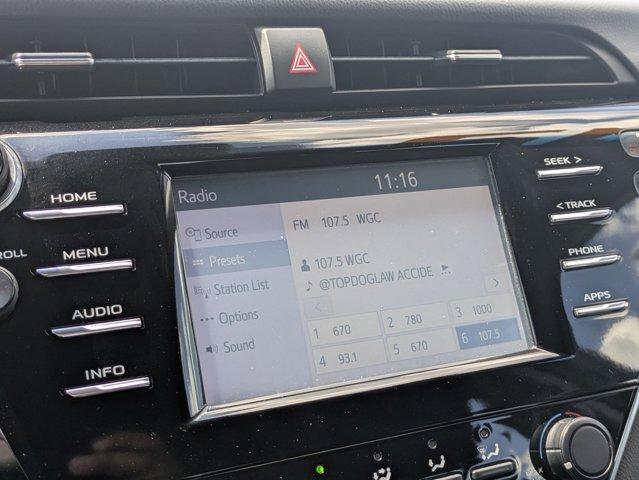 HOME
MENU
AUDIO
INFO
ROLL
Radio
11:16
Source
Presets
Station List
Options
Sound
FM 107.5 WGC
107.5 WGC
@TOPDOGLAW ACCIDE
1 670
2 780
3 1000
4 93.1
5 670
6 107.5
SEEK >
< TRACK
PHONE
APPS